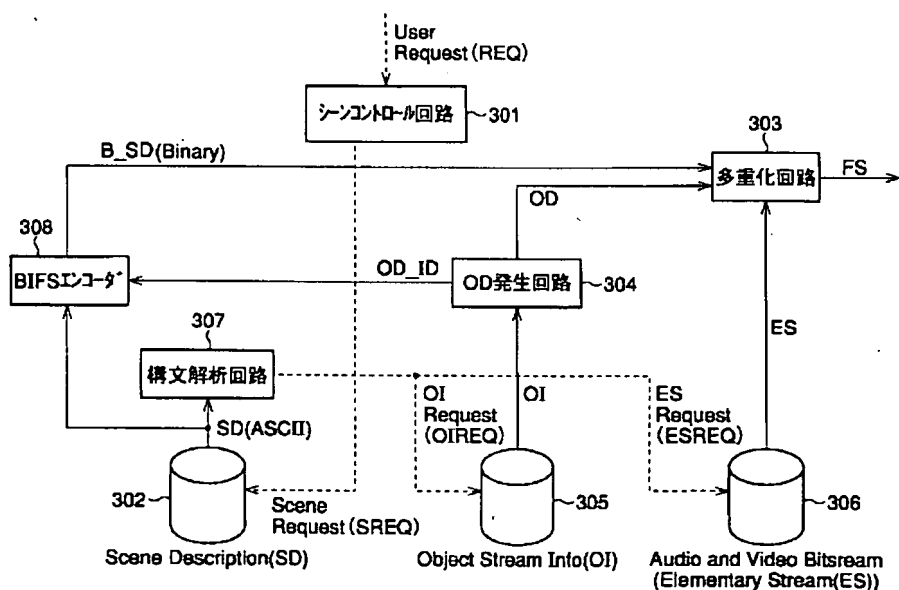 User
Request(REQ)
シーンコントロール回路
301
303
B_SD(Binary)
多重化回路
FS
OD
308
BIFSエンコーダ
OD_ID
OD発生回路
304
307
ES
構文解析回路
OI
Request
(OIREQ)
OI
ES
Request
(ESREQ)
SD(ASCII)
302
305
306
Scene
Request(SREQ)
Scene Description(SD)
Object Stream Info(OI)
Audio and Video Bitsream
(Elementary Stream(ES))